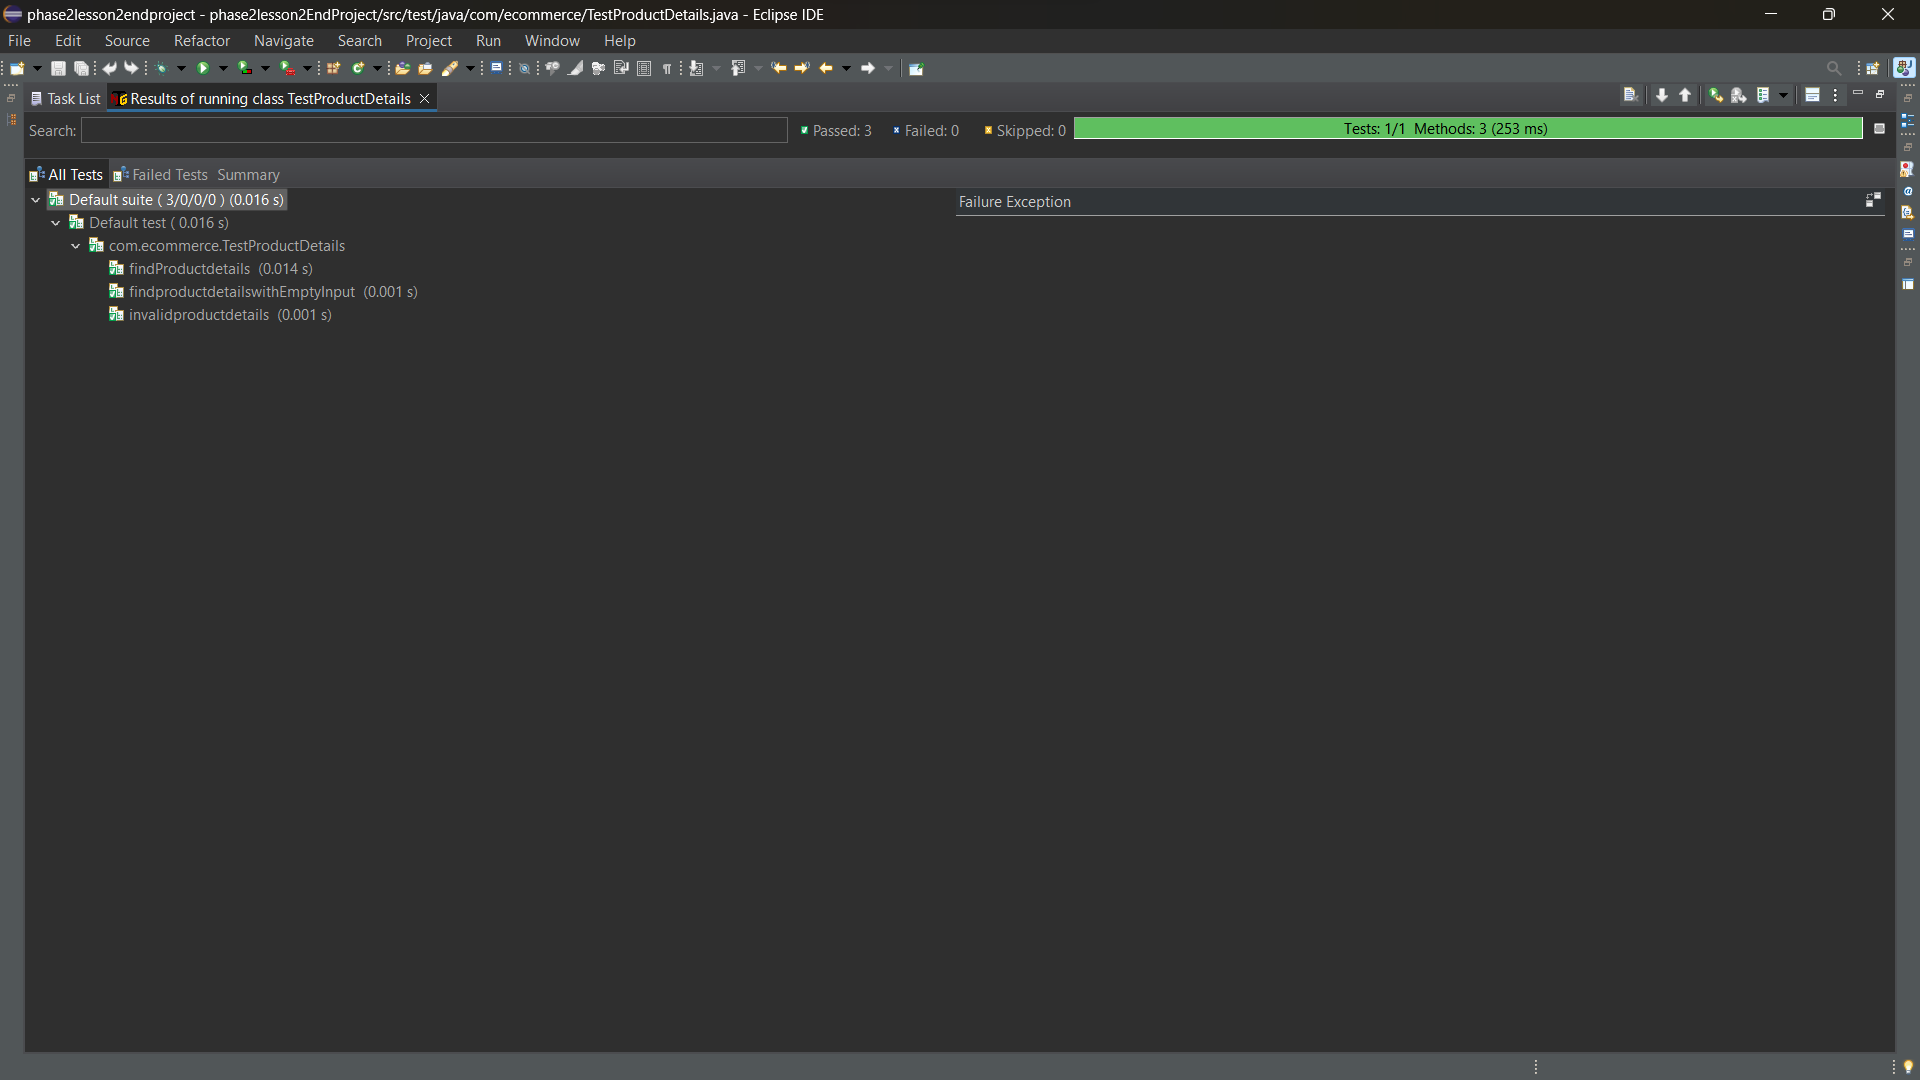 phase2lesson2endproject - phase2lesson2EndProject/src/test/java/com/ecommerce/TestProductDetails.java - Eclipse IDE
File Edit Source Refactor Navigate Search Project Run Window Help
Task List Results of running class TestProductDetails
Search: Passed: 3 Failed: 0 Skipped: 0 Tests: 1/1 Methods: 3 (253 ms)
All Tests Failed Tests Summary
Default suite ( 3/0/0/0 ) (0.016 s)
Failure Exception
Default test ( 0.016 s)
com.ecommerce.TestProductDetails
findProductdetails (0.014 s)
findproductdetailswithEmptyInput (0.001 s)
invalidproductdetails (0.001 s)